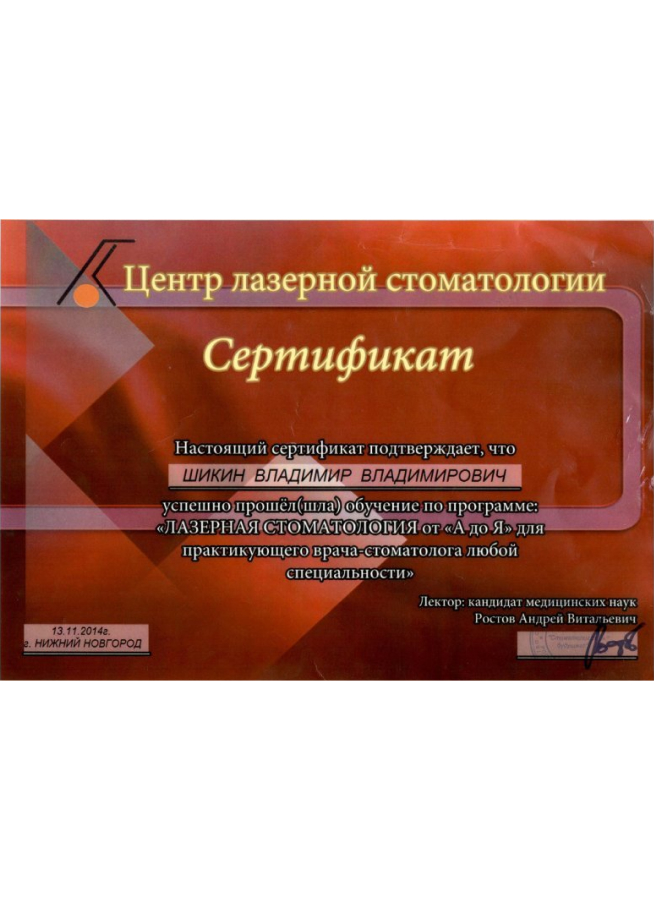 Центр лазерной стоматологии
Сертификат
Настоящий сертификат подтверждает, что
ШИКИН ВЛАДИМИР ВЛАДИМИРОВИЧ
успешно прошёл(шла) обучение по программе:
«ЛАЗЕРНАЯ СТОМАТОЛОГИЯ от «А до Я» для
практикующего врача-стоматолога любой
специальности»
Лектор: кандидат медицинских наук
Ростов Андрей Витальевич
13.11.2014г.
г. НИЖНИЙ НОВГОРОД